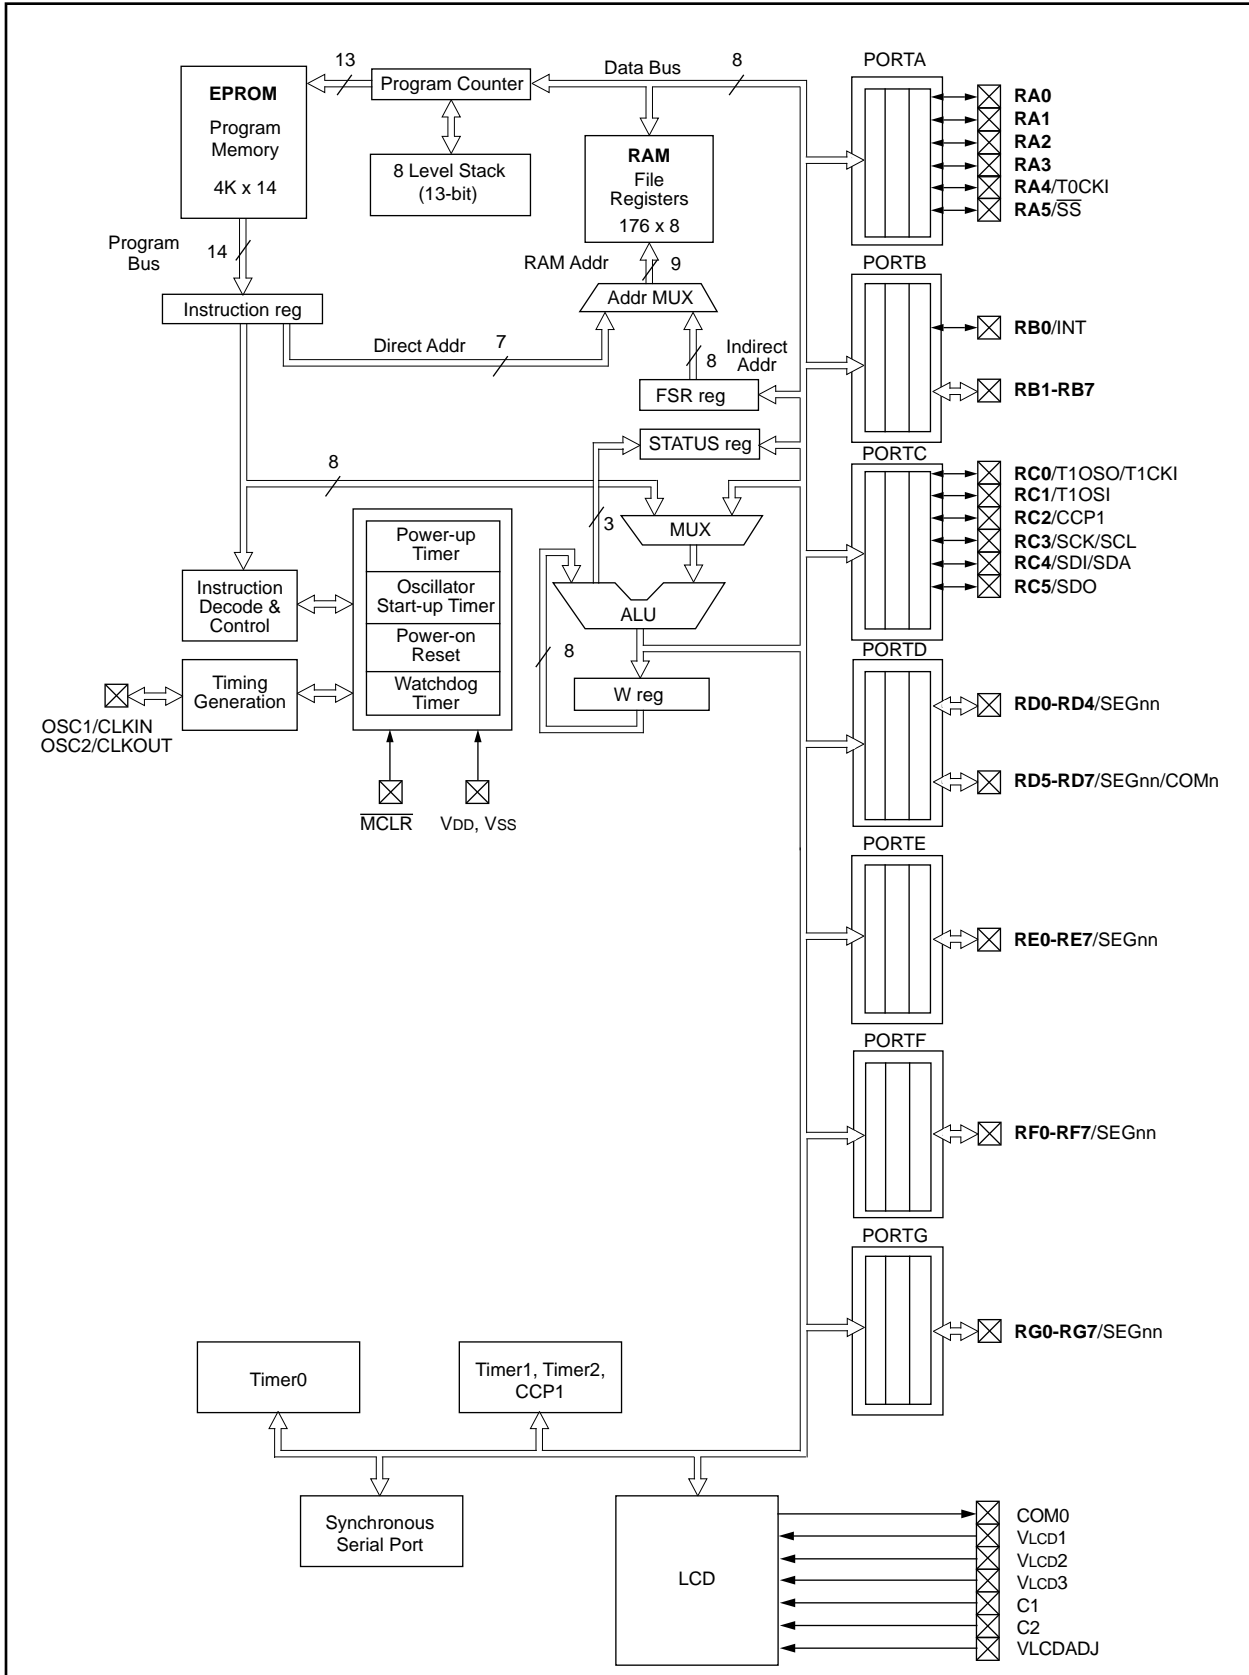 EPROM
Program
Memory
4K x 14
13
Program Counter
8 Level Stack
(13-bit)
Data Bus
8
RAM
File
Registers
176 x 8
Program
Bus
14
RAM Addr
9
Addr MUX
Instruction reg
Direct Addr
7
8
Indirect
Addr
FSR reg
STATUS reg
8
3
MUX
ALU
8
W reg
Power-up
Timer
Oscillator
Start-up Timer
Power-on
Reset
Watchdog
Timer
Instruction
Decode &
Control
Timing
Generation
OSC1/CLKIN
OSC2/CLKOUT
MCLR
VDD, VSS
PORTA
RA0
RA1
RA2
RA3
RA4/T0CKI
RA5/SS
PORTB
RB0/INT
RB1-RB7
PORTC
RC0/T1OSO/T1CKI
RC1/T1OSI
RC2/CCP1
RC3/SCK/SCL
RC4/SDI/SDA
RC5/SDO
PORTD
RD0-RD4/SEGnn
RD5-RD7/SEGnn/COMn
PORTE
RE0-RE7/SEGnn
PORTF
RF0-RF7/SEGnn
PORTG
RG0-RG7/SEGnn
Timer0
Timer1, Timer2,
CCP1
Synchronous
Serial Port
LCD
COM0
VLCD1
VLCD2
VLCD3
C1
C2
VLCDADJ